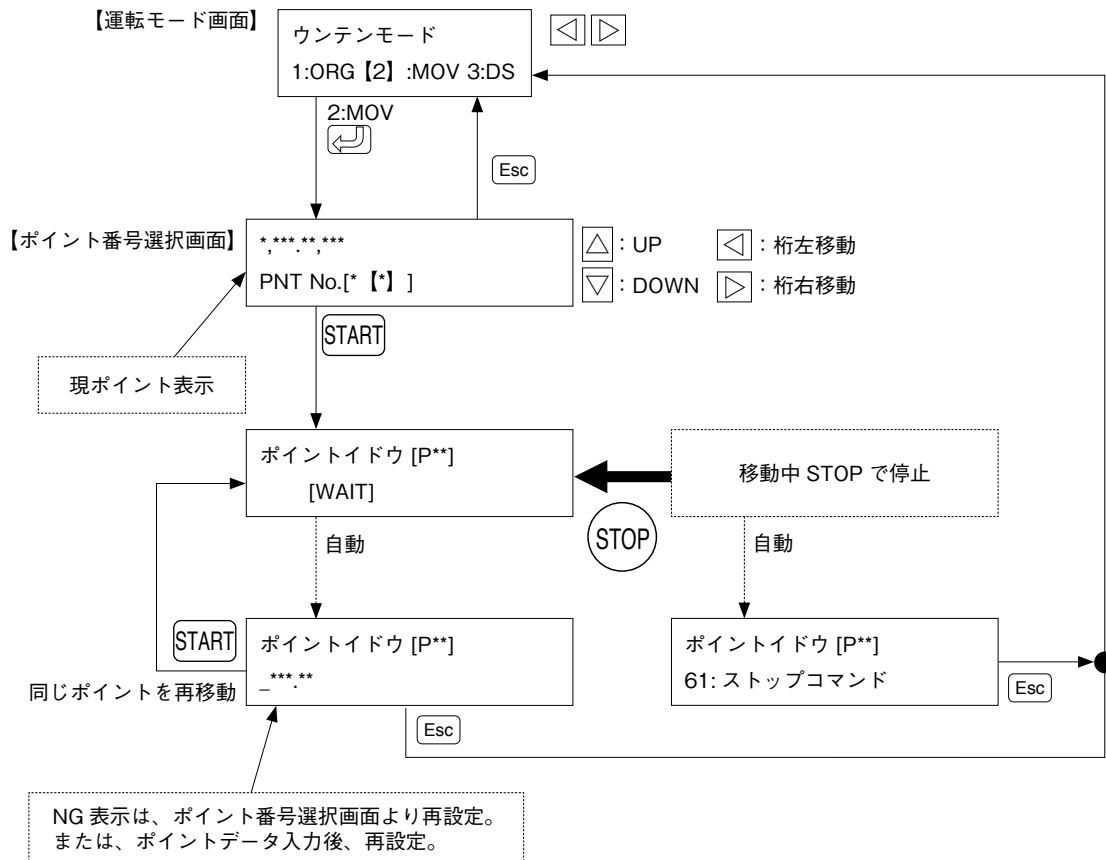 【運転モード画面】
ウンテンモード
1:ORG【2】:MOV 3:DS
2:MOV
Esc
【ポイント番号選択画面】
*,***.**,***
PNT No.[*【*】]
：UP
：桁左移動
：DOWN
：桁右移動
START
現ポイント表示
ポイントイドウ [P**]
[WAIT]
移動中 STOP で停止
STOP
自動
自動
START
同じポイントを再移動
ポイントイドウ [P**]
_***.**
ポイントイドウ [P**]
61: ストップコマンド
Esc
Esc
NG 表示は、ポイント番号選択画面より再設定。
または、ポイントデータ入力後、再設定。